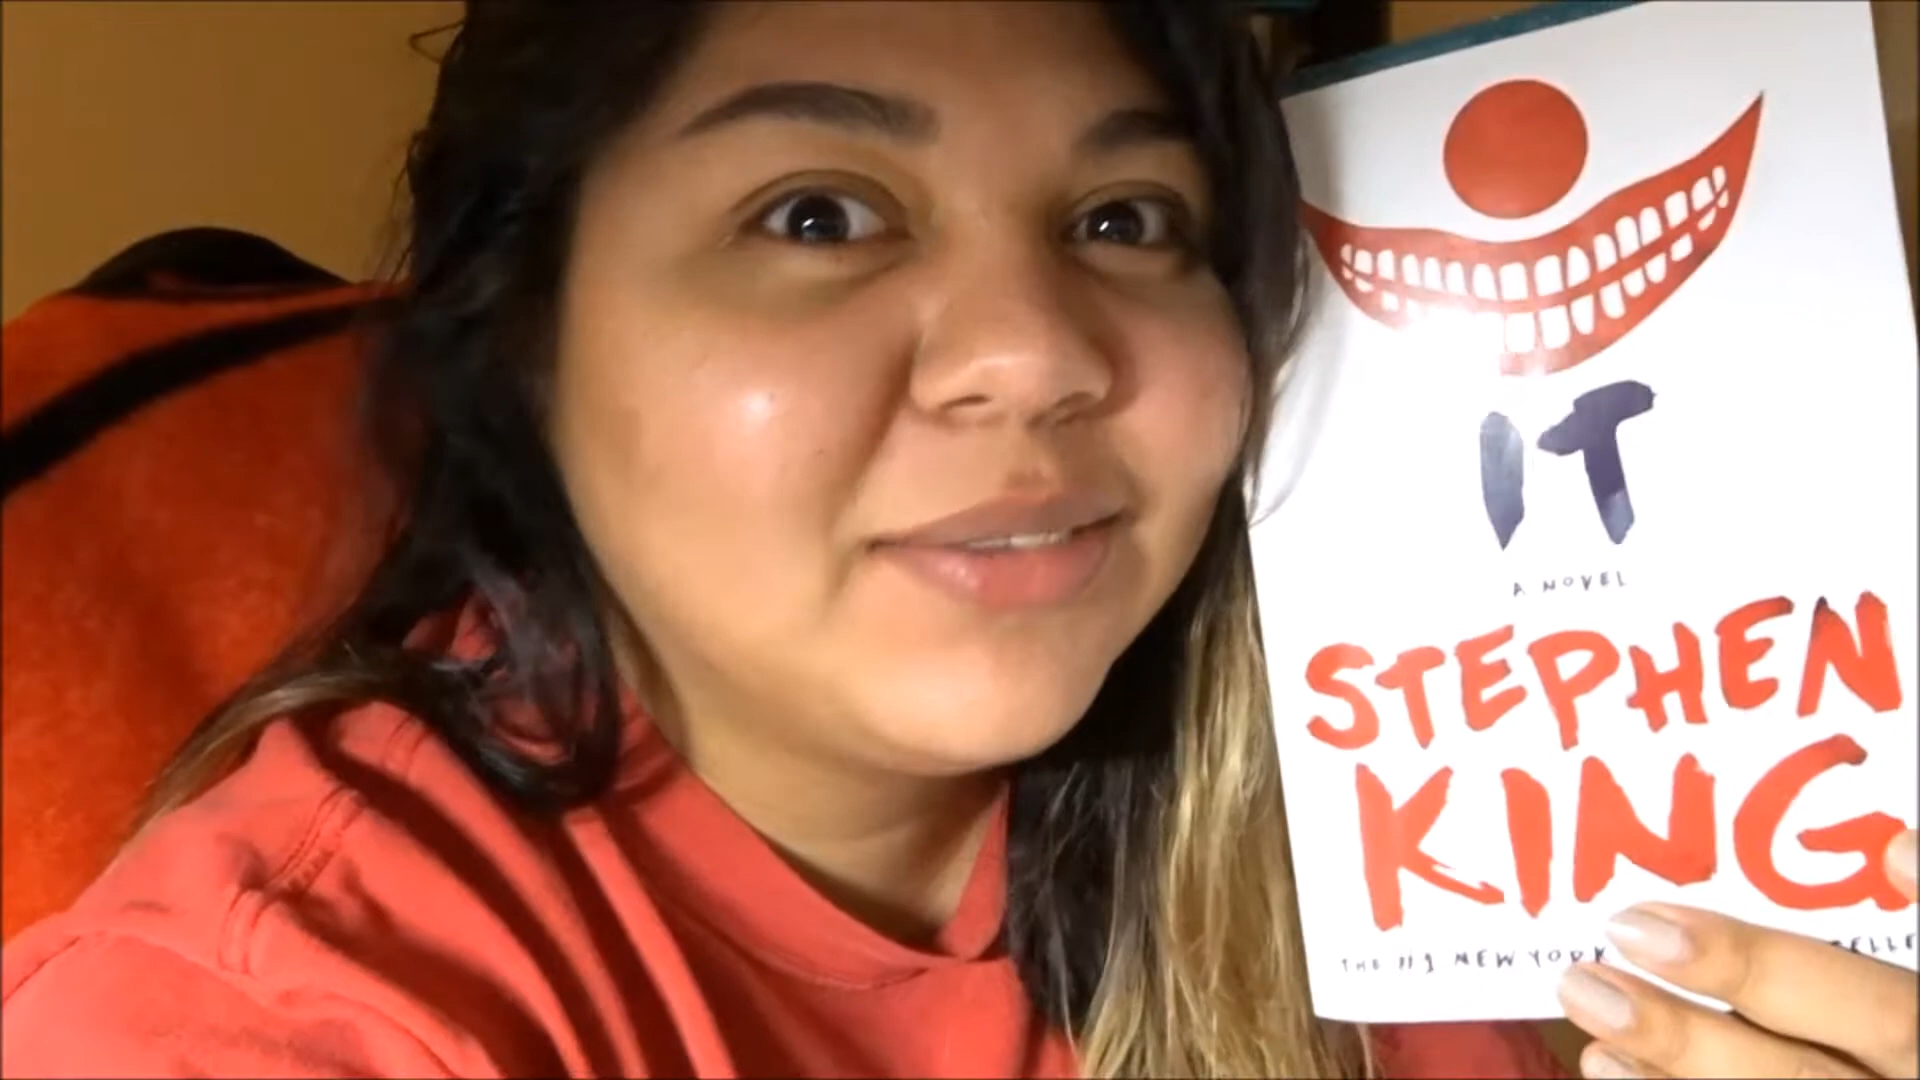 IT
A NOVEL
STEPHEN
KING
THE #1 NEW YORK